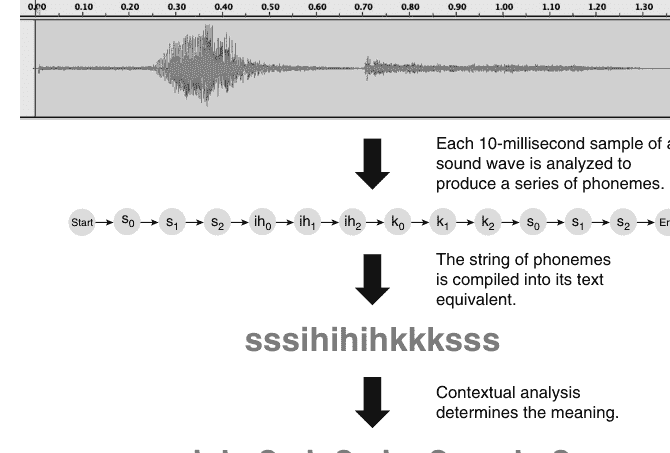 0.00 0.10 0.20 0.30 0.40 0.50 0.60 0.70 0.80 0.90 1.00 1.10 1.20 1.30
Each 10-millisecond sample of a
sound wave is analyzed to
produce a series of phonemes.
Start s0 s1 s2 ih0 ih1 ih2 k0 k1 k2 s0 s1 s2
The string of phonemes
is compiled into its text
equivalent.
sssihihihkkksss
Contextual analysis
determines the meaning.